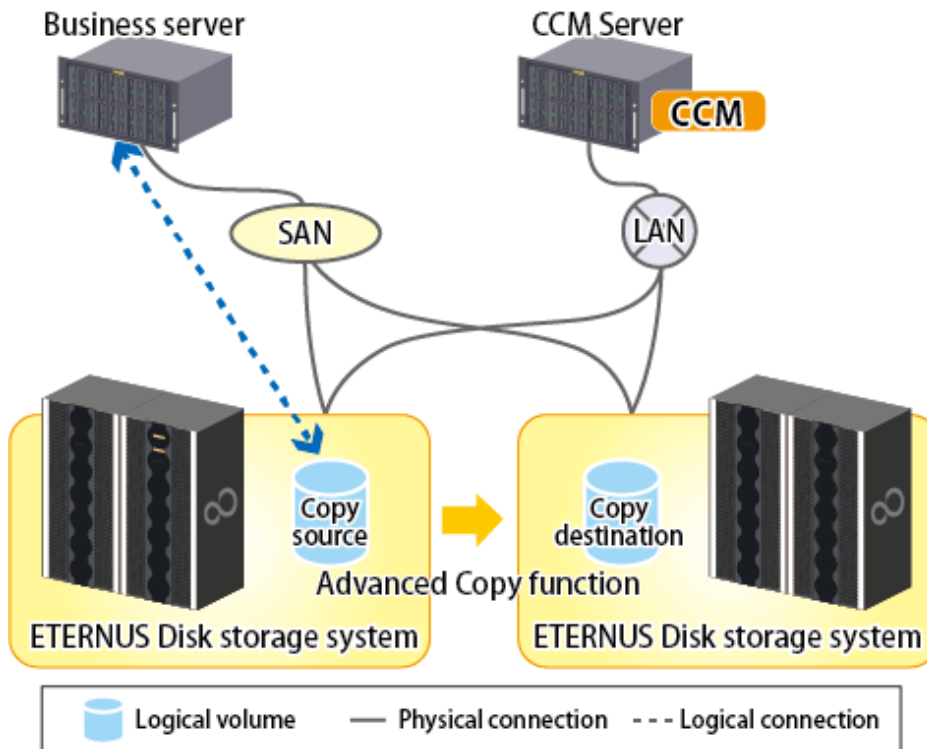 Business server
CCM Server
CCM
SAN
LAN
Copy
source
Copy
destination
Advanced Copy function
ETERNUS Disk storage system
ETERNUS Disk storage system
Logical volume
Physical connection
Logical connection